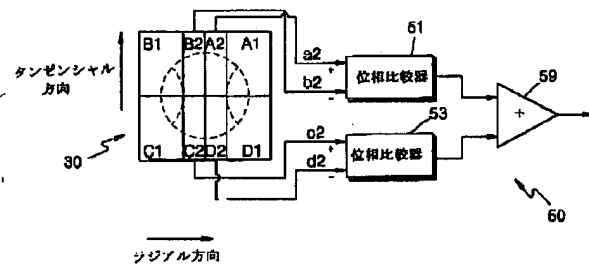 51
B1 B2 A2 A1
a2
b2
+
-
位相比較器
タンゼンシャル
方向
59
+
53
c2
d2
+
-
位相比較器
C1 C2 D2 D1
30
50
ラジアル方向